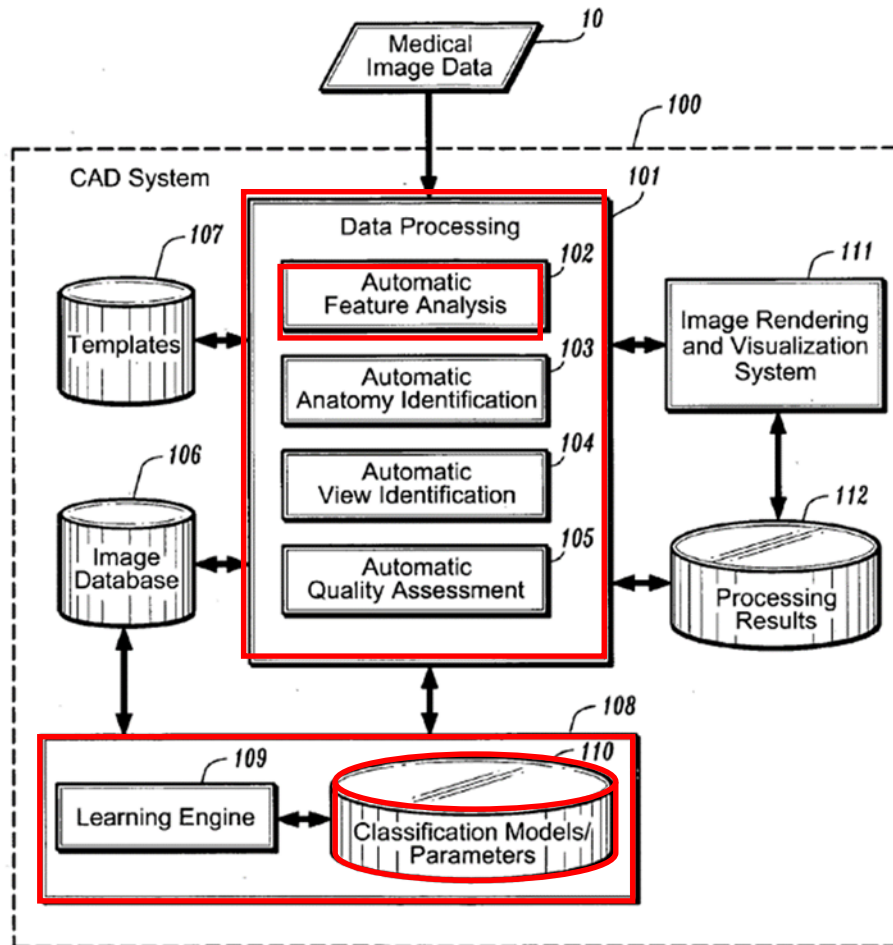 10
Medical
Image Data
100
CAD System
101
Data Processing
107
102
Automatic
Feature Analysis
111
Templates
Image Rendering
and Visualization
System
103
Automatic
Anatomy Identification
106
104
Automatic
View Identification
112
Image
Database
105
Automatic
Quality Assessment
Processing
Results
108
109
110
Learning Engine
Classification Models/
Parameters